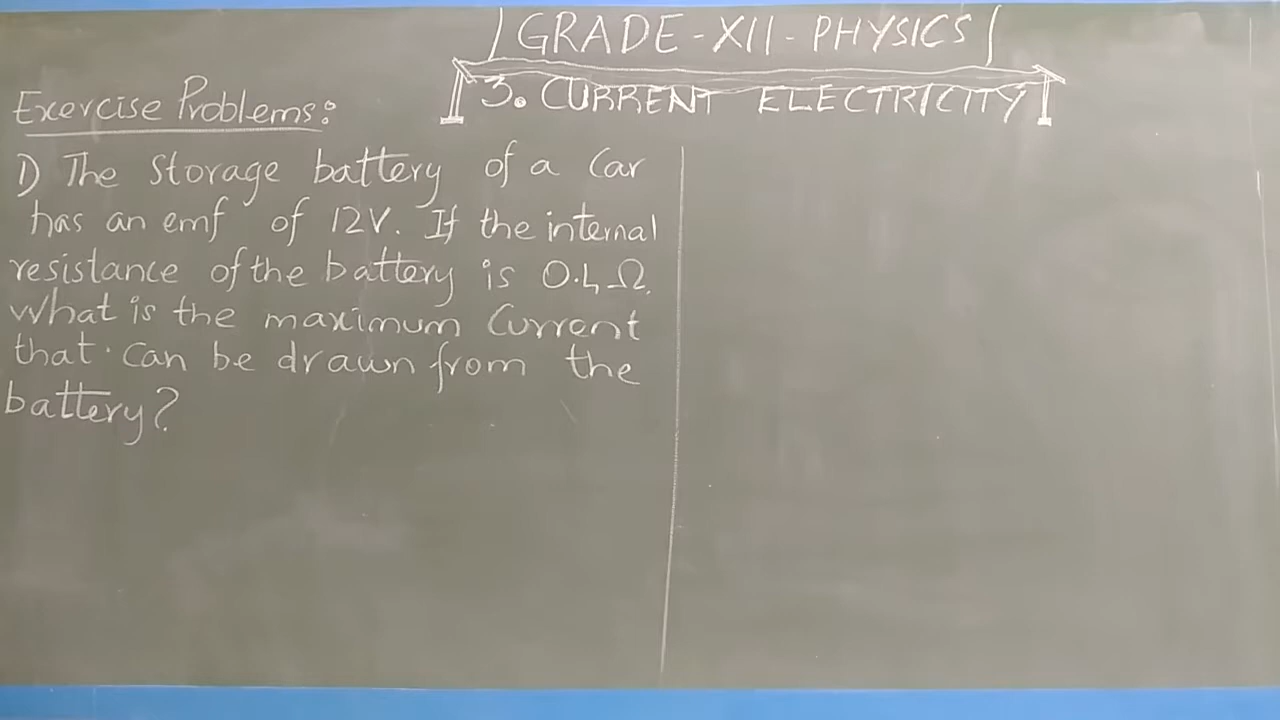 GRADE-XII-PHYSICS
3. CURRENT ELECTRICITY
Exercise Problems:
1) The storage battery of a Car
has an emf of 12V. If the internal
resistance of the battery is 0.4Ω.
What is the maximum Current
that can be drawn from the
battery?